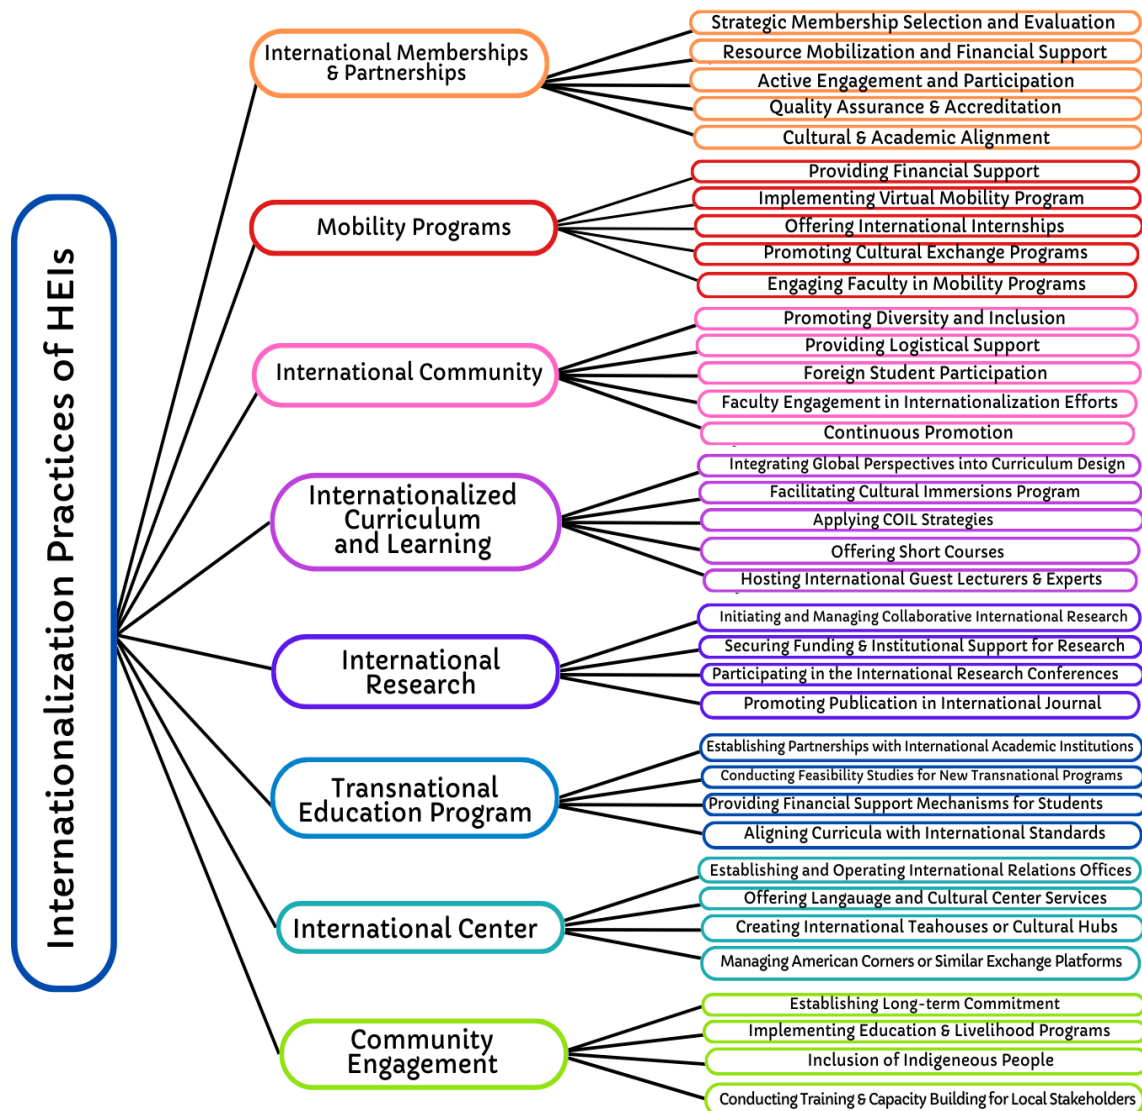 Internationalization Practices of HEIs
International Memberships
& Partnerships
Strategic Membership Selection and Evaluation
Resource Mobilization and Financial Support
Active Engagement and Participation
Quality Assurance & Accreditation
Cultural & Academic Alignment
Mobility Programs
Providing Financial Support
Implementing Virtual Mobility Program
Offering International Internships
Promoting Cultural Exchange Programs
Engaging Faculty in Mobility Programs
International Community
Promoting Diversity and Inclusion
Providing Logistical Support
Foreign Student Participation
Faculty Engagement in Internationalization Efforts
Continuous Promotion
Internationalized
Curriculum
and Learning
Integrating Global Perspectives into Curriculum Design
Facilitating Cultural Immersions Program
Applying COIL Strategies
Offering Short Courses
Hosting International Guest Lecturers & Experts
International
Research
Initiating and Managing Collaborative International Research
Securing Funding & Institutional Support for Research
Participating in the International Research Conferences
Promoting Publication in International Journal
Transnational
Education Program
Establishing Partnerships with International Academic Institutions
Conducting Feasibility Studies for New Transnational Programs
Providing Financial Support Mechanisms for Students
Aligning Curricula with International Standards
International Center
Establishing and Operating International Relations Offices
Offering Langauage and Cultural Center Services
Creating International Teahouses or Cultural Hubs
Managing American Corners or Similar Exchange Platforms
Community
Engagement
Establishing Long-term Commitment
Implementing Education & Livelihood Programs
Inclusion of Indigeneous People
Conducting Training & Capacity Building for Local Stakeholders